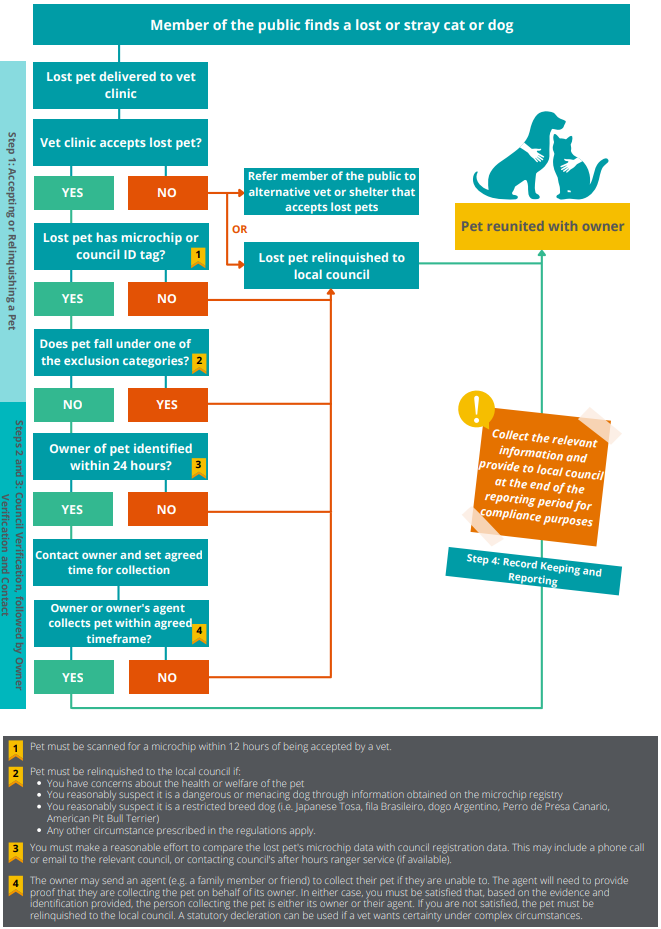 Member of the public finds a lost or stray cat or dog
Step 1: Accepting or Relinquishing a Pet
Lost pet delivered to vet
clinic
Vet clinic accepts lost pet?
YES
NO
Refer member of the public to
alternative vet or shelter that
accepts lost pets
OR
Lost pet relinquished to
local council
Pet reunited with owner
Lost pet has microchip or
council ID tag?
1
YES
NO
Does pet fall under one of
the exclusion categories?
2
NO
YES
Steps 2 and 3: Council Verification, followed by Owner
Verification and Contact
Owner of pet identified
within 24 hours?
3
YES
NO
Contact owner and set agreed
time for collection
Owner or owner's agent
collects pet within agreed
timeframe?
4
YES
NO
!
Collect the relevant
information and
provide to local council
at the end of the
reporting period for
compliance purposes
Step 4: Record Keeping and
Reporting
1 Pet must be scanned for a microchip within 12 hours of being accepted by a vet.
2 Pet must be relinquished to the local council if:
• You have concerns about the health or welfare of the pet
• You reasonably suspect it is a dangerous or menacing dog through information obtained on the microchip registry
• You reasonably suspect it is a restricted breed dog (i.e. Japanese Tosa, fila Brasileiro, dogo Argentino, Perro de Presa Canario,
American Pit Bull Terrier)
• Any other circumstance prescribed in the regulations apply.
3 You must make a reasonable effort to compare the lost pet's microchip data with council registration data. This may include a phone call
or email to the relevant council, or contacting council's after hours ranger service (if available).
4 The owner may send an agent (e.g. a family member or friend) to collect their pet if they are unable to. The agent will need to provide
proof that they are collecting the pet on behalf of its owner. In either case, you must be satisfied that, based on the evidence and
identification provided, the person collecting the pet is either its owner or their agent. If you are not satisfied, the pet must be
relinquished to the local council. A statutory declaration can be used if a vet wants certainty under complex circumstances.